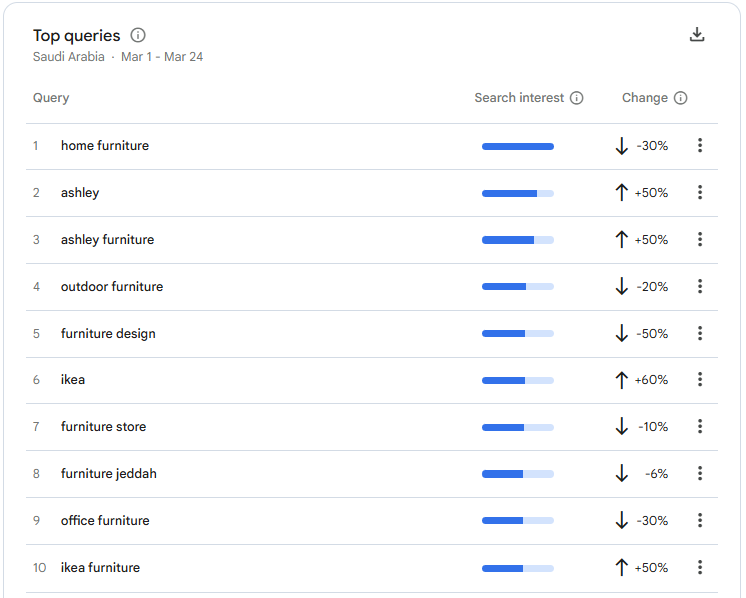 Top queries
Saudi Arabia · Mar 1 - Mar 24
Query Search interest Change
1 home furniture -30%
2 ashley +50%
3 ashley furniture +50%
4 outdoor furniture -20%
5 furniture design -50%
6 ikea +60%
7 furniture store -10%
8 furniture jeddah -6%
9 office furniture -30%
10 ikea furniture +50%